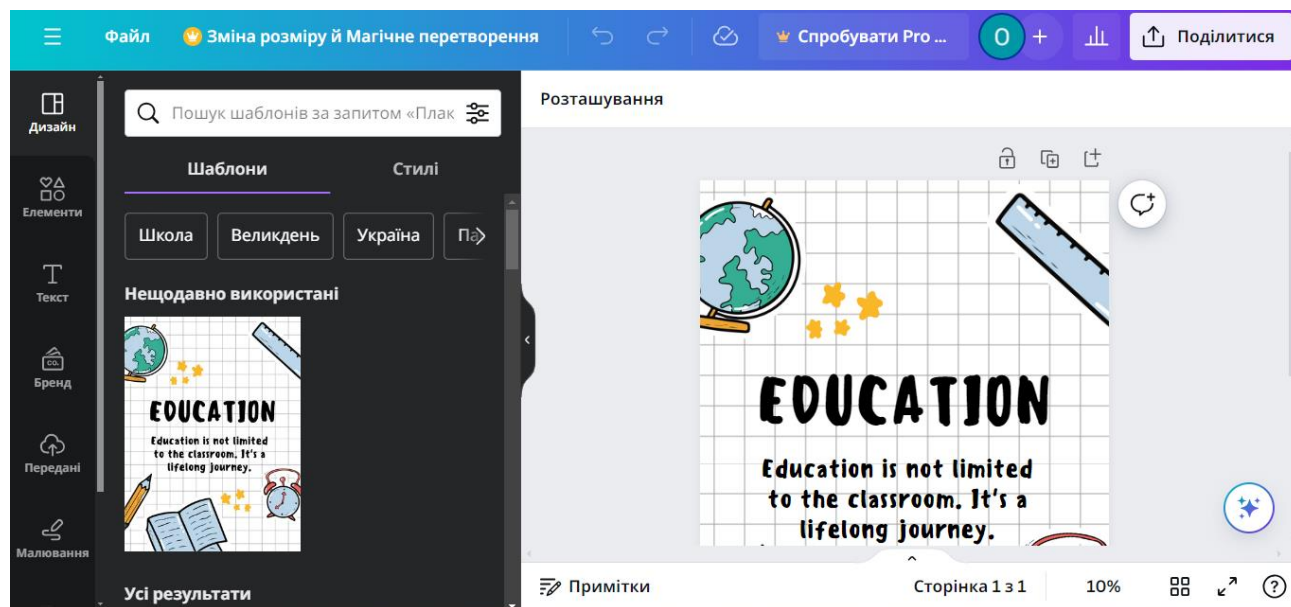 Файл
Зміна розміру й Магічне перетворення
Спробувати Pro ...
О
+
Поділитися
Дизайн
Елементи
Текст
CO.
Бренд
Передані
Малювання
Пошук шаблонів за запитом «Плак
Шаблони
Стилі
Школа
Великдень
Україна
Па
Нещодавно використані
EDUCATION
Education is not limited
to the classroom. It's a
lifelong journey.
Усі результати
Розташування
EDUCATION
Education is not limited
to the classroom. It's a
lifelong journey.
Примітки
Сторінка 1 з 1
10%
?